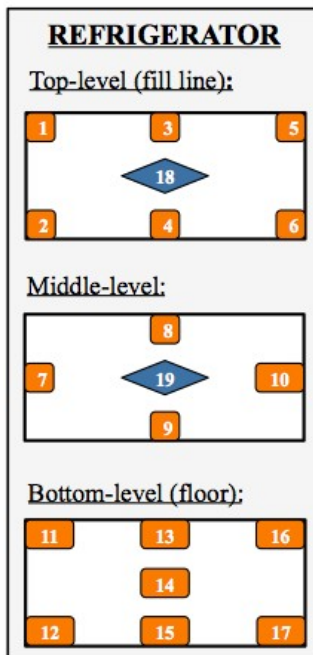 REFRIGERATOR
Top-level (fill line):
1 3 5
18
2 4 6
Middle-level:
8
7 19 10
9
Bottom-level (floor):
11 13 16
14
12 15 17